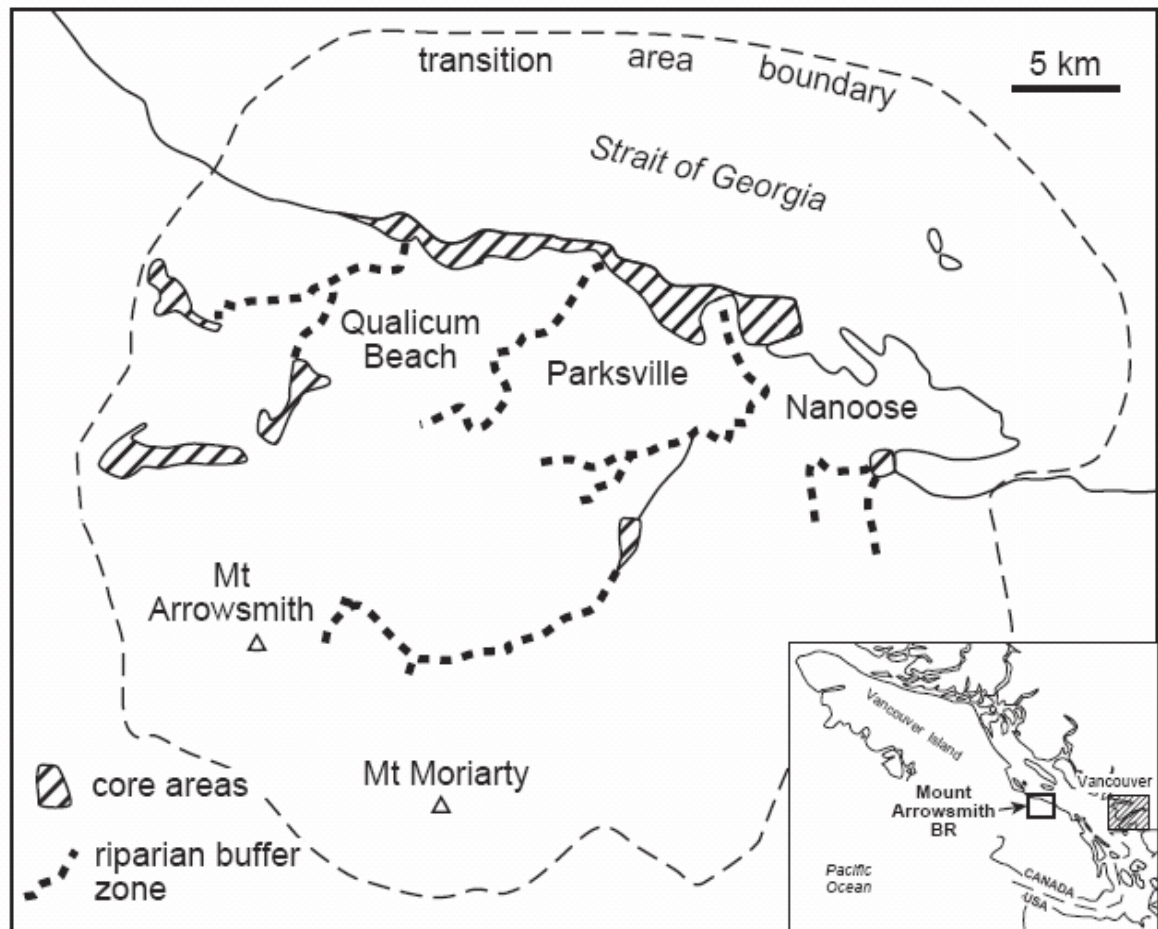 transition area boundary
5 km
Strait of Georgia
Qualicum
Beach
Parksville
Nanoose
Mt
Arrowsmith
Mt Moriarty
core areas
riparian buffer
zone
Vancouver Island
Vancouver
Mount
Arrowsmith
BR
Pacific
Ocean
CANADA
USA